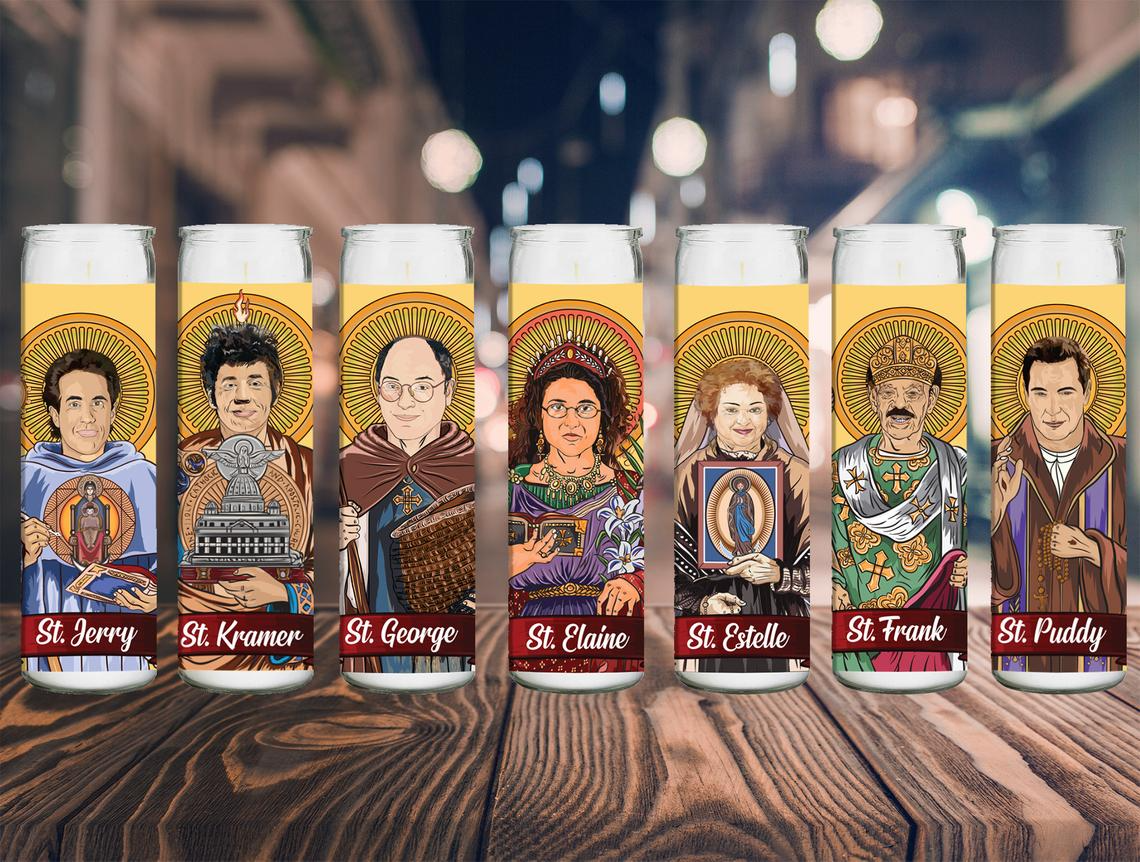 St. Jerry
St. Kramer
St. George
St. Elaine
St. Estelle
St. Frank
St. Puddy